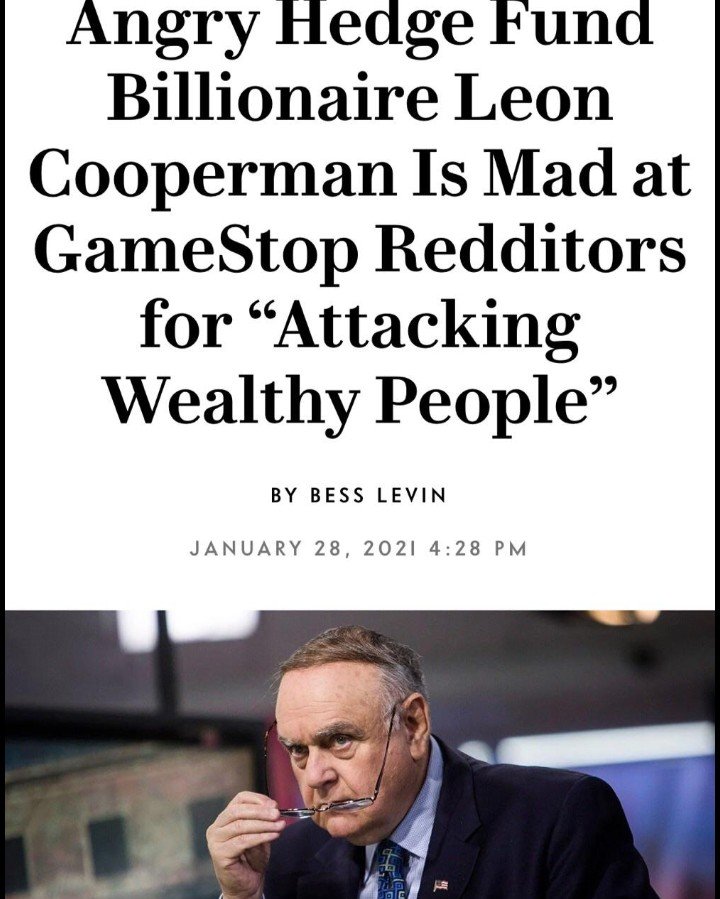 Angry Hedge Fund
Billionaire Leon
Cooperman Is Mad at
GameStop Redditors
for “Attacking
Wealthy People”
BY BESS LEVIN
JANUARY 28, 2021 4:28 PM